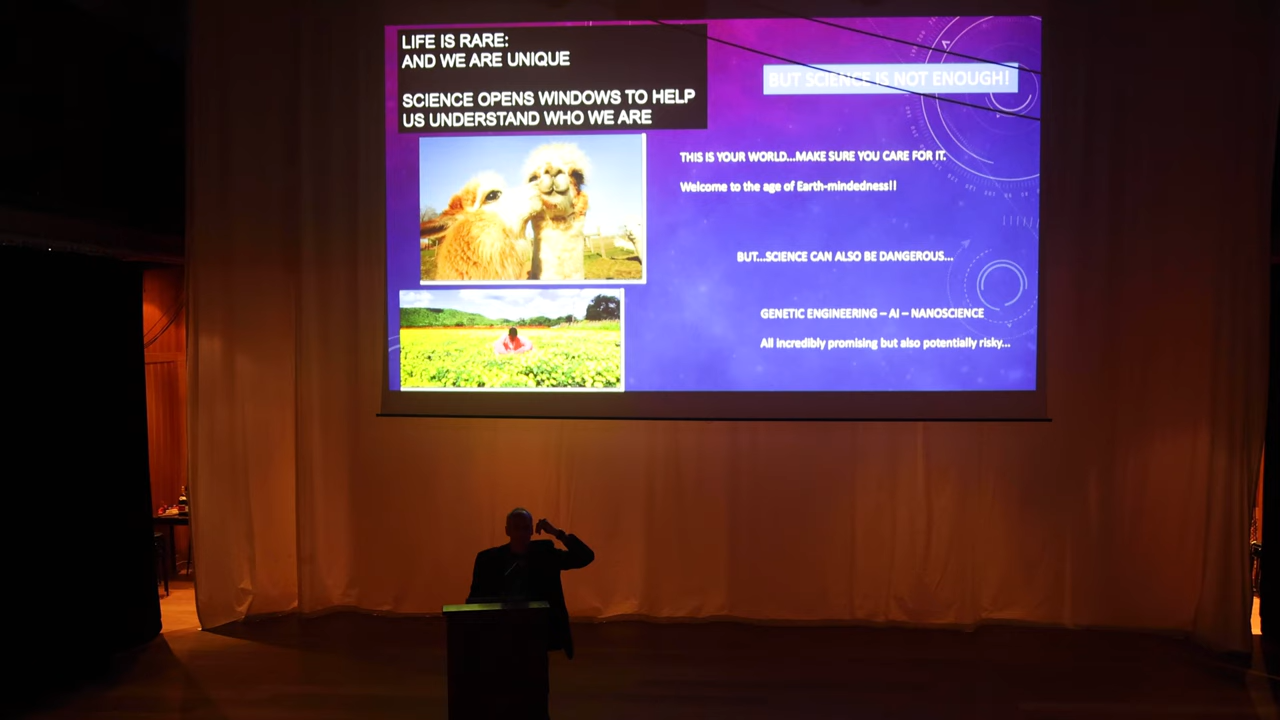 LIFE IS RARE:
AND WE ARE UNIQUE
SCIENCE OPENS WINDOWS TO HELP
US UNDERSTAND WHO WE ARE
BUT SCIENCE IS NOT ENOUGH!
THIS IS YOUR WORLD...MAKE SURE YOU CARE FOR IT.
Welcome to the age of Earth-mindedness!!
BUT...SCIENCE CAN ALSO BE DANGEROUS...
GENETIC ENGINEERING – AI – NANOSCIENCE
All incredibly promising but also potentially risky...